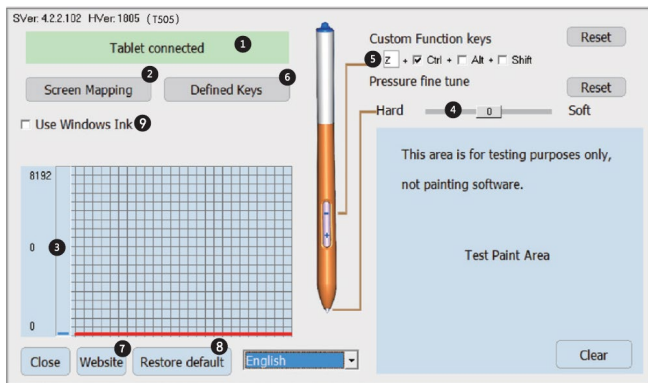 SVer: 4.2.2.102 HVer: 1805 (T505)
Tablet connected 1
2 6
Screen Mapping Defined Keys
Use Windows Ink 9
8192
0 3
0
7 8
Close Website Restore default English
- +
Custom Function keys Reset
5 Z + Ctrl + Alt + Shift
Pressure fine tune Reset
Hard 4 0 Soft
This area is for testing purposes only,
not painting software.
Test Paint Area
Clear